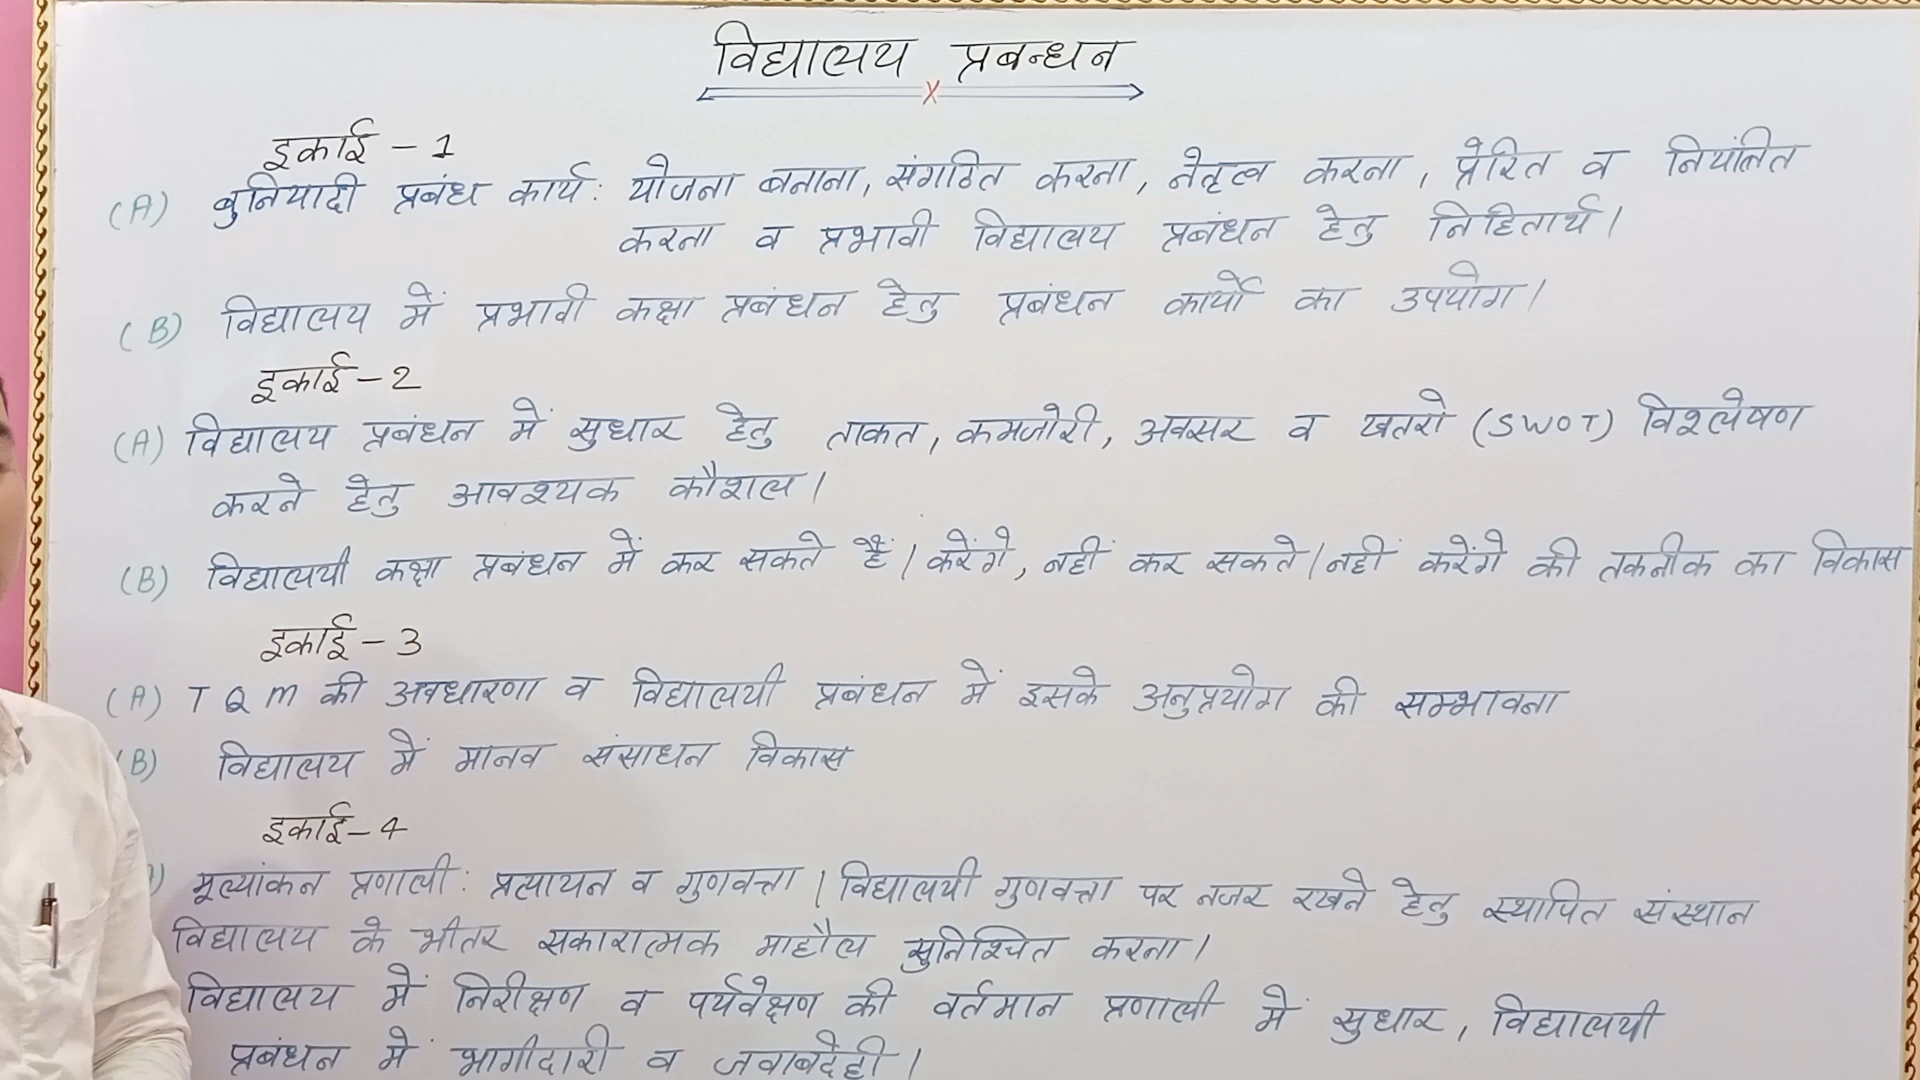 विद्यालय प्रबन्धन
x
इकाई - 1
(A) बुनियादी प्रबंध कार्य: योजना बनाना, संगठित करना, नेतृत्व करना, प्रेरित व नियंत्रित
करना व प्रभावी विद्यालय प्रबंधन हेतु निहितार्थ।
(B) विद्यालय में प्रभावी कक्षा प्रबंधन हेतु प्रबंधन कार्यों का उपयोग।
इकाई - 2
(A) विद्यालय प्रबंधन में सुधार हेतु ताकत, कमजोरी, अवसर व खतरो (SWOT) विश्लेषण
करने हेतु आवश्यक कौशल।
(B) विद्यालयी कक्षा प्रबंधन में कर सकते हैं / करेंगे, नहीं कर सकते / नहीं करेंगे की तकनीक का विकास
इकाई - 3
(A) TQM की अवधारणा व विद्यालयी प्रबंधन में इसके अनुप्रयोग की सम्भावना
(B) विद्यालय में मानव संसाधन विकास
इकाई - 4
मूल्यांकन प्रणाली: प्रत्यायन व गुणवत्ता / विद्यालयी गुणवत्ता पर नजर रखने हेतु स्थापित संस्थान
विद्यालय के भीतर सकारात्मक माहौल सुनिश्चित करना।
विद्यालय में निरीक्षण व पर्यवेक्षण की वर्तमान प्रणाली में सुधार, विद्यालयी
प्रबंधन में भागीदारी व जवाबदेही।